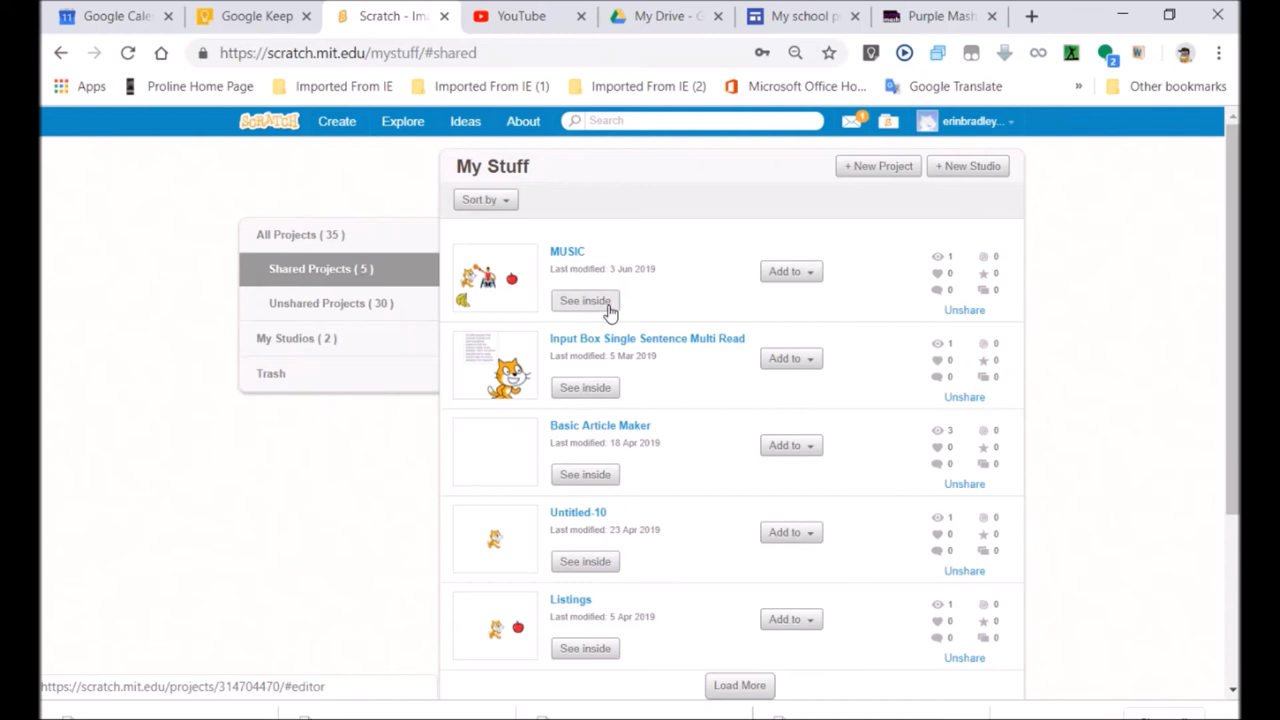 Google Cale
Google Keep
Scratch - Ima
YouTube
My Drive - G
My school p
Purple Mash
https://scratch.mit.edu/mystuff/#shared
2
Apps
Proline Home Page
Imported From IE
Imported From IE (1)
Imported From IE (2)
Microsoft Office Ho...
Google Translate
»
Other bookmarks
SCRATCH
Create
Explore
Ideas
About
Search
1
erinbradley...
My Stuff
+ New Project
+ New Studio
Sort by
All Projects ( 35 )
Shared Projects ( 5 )
Unshared Projects ( 30 )
My Studios ( 2 )
Trash
MUSIC
Last modified: 3 Jun 2019
See inside
Add to
1 0
0 0
0 0
Unshare
Input Box Single Sentence Multi Read
Last modified: 5 Mar 2019
See inside
Add to
1 0
0 0
0 0
Unshare
Basic Article Maker
Last modified: 18 Apr 2019
See inside
Add to
3 0
0 0
0 0
Unshare
Untitled-10
Last modified: 23 Apr 2019
See inside
Add to
1 0
0 0
0 0
Unshare
Listings
Last modified: 5 Apr 2019
See inside
Add to
1 0
0 0
0 0
Unshare
Load More
https://scratch.mit.edu/projects/314704470/#editor